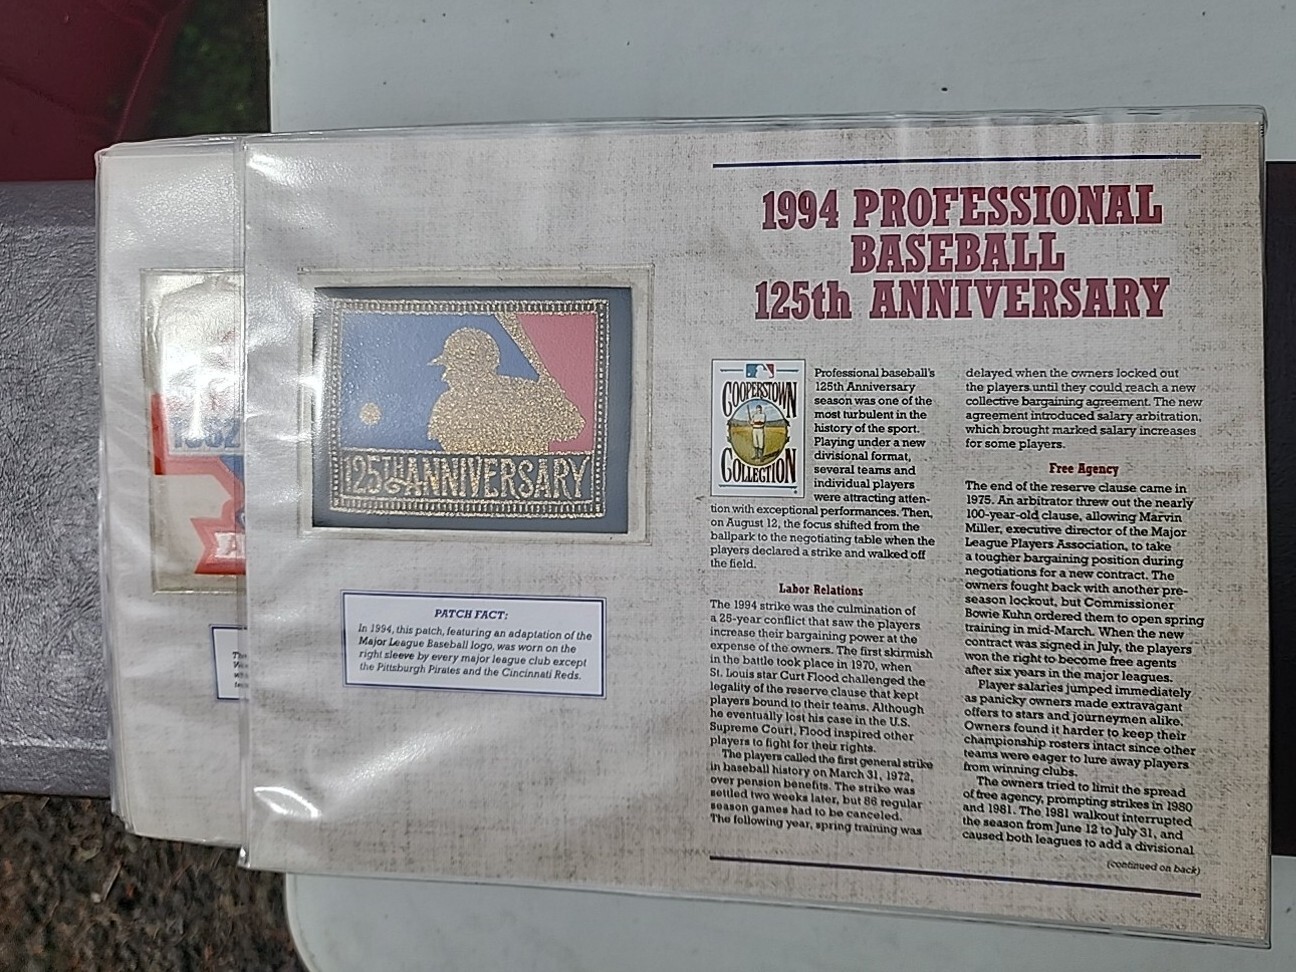 1994 PROFESSIONAL
BASEBALL
125th ANNIVERSARY
125TH ANNIVERSARY
PATCH FACT:
In 1994, this patch, featuring an adaptation of the
Major League Baseball logo, was worn on the
right sleeve by every major league club except
the Pittsburgh Pirates and the Cincinnati Reds.
COOPERSTOWN
COLLECTION
Professional baseball's
125th Anniversary
season was one of the
most turbulent in the
history of the sport.
Playing under a new
divisional format,
several teams and
individual players
were attracting atten-
tion with exceptional performances. Then,
on August 12, the focus shifted from the
ballpark to the negotiating table when the
players declared a strike and walked off
the field.
Labor Relations
The 1994 strike was the culmination of
a 25-year conflict that saw the players
increase their bargaining power at the
expense of the owners. The first skirmish
in the battle took place in 1970, when
St. Louis star Curt Flood challenged the
legality of the reserve clause that kept
players bound to their teams. Although
he eventually lost his case in the U.S.
Supreme Court, Flood inspired other
players to fight for their rights.
The players called the first general strike
in baseball history on March 31, 1972,
over pension benefits. The strike was
settled two weeks later, but 86 regular
season games had to be canceled.
The following year, spring training was
delayed when the owners locked out
the players until they could reach a new
collective bargaining agreement. The new
agreement introduced salary arbitration,
which brought marked salary increases
for some players.
Free Agency
The end of the reserve clause came in
1975. An arbitrator threw out the nearly
100-year-old clause, allowing Marvin
Miller, executive director of the Major
League Players Association, to take
a tougher bargaining position during
negotiations for a new contract. The
owners fought back with another pre-
season lockout, but Commissioner
Bowie Kuhn ordered them to open spring
training in mid-March. When the new
contract was signed in July, the players
won the right to become free agents
after six years in the major leagues.
Player salaries jumped immediately
as panicky owners made extravagant
offers to stars and journeymen alike.
Owners found it harder to keep their
championship rosters intact since other
teams were eager to lure away players
from winning clubs.
The owners tried to limit the spread
of free agency, prompting strikes in 1980
and 1981. The 1981 walkout interrupted
the season from June 12 to July 31, and
caused both leagues to add a divisional
(continued on back)